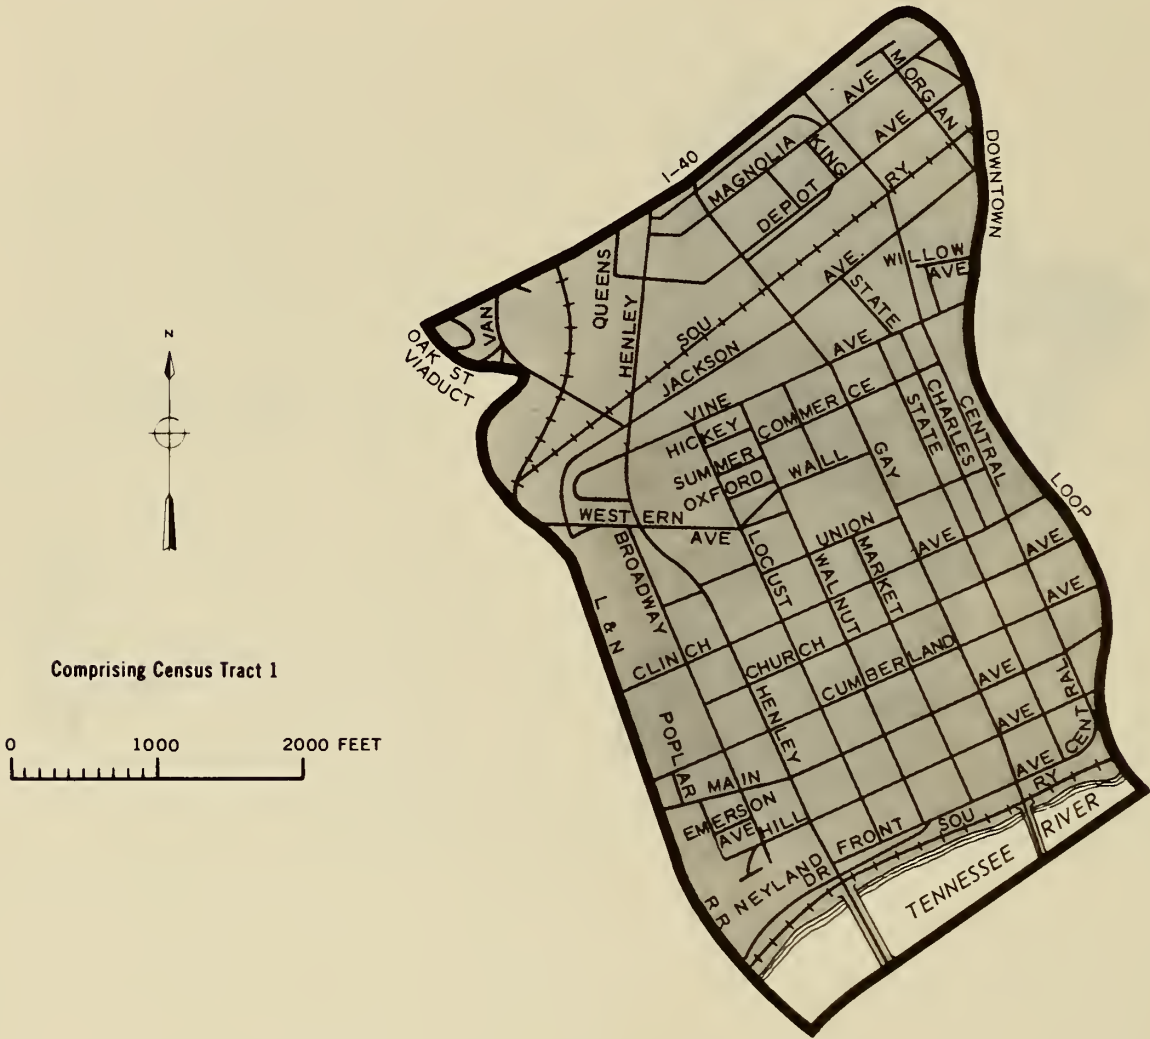 MORGAN
AVE
AVE
DOWNTOWN
I-40
MAGNOLIA
KING
DEPOT
RY
WILLOW
AVE
QUEENS
HENLEY
VAN
OAK ST
VIADUCT
N
SOU
JACKSON
AVE.
STATE
AVE
VINE
HICKEY
COMMERCE
SUMMER
WALL
OXFORD
GAY
STATE
CHARLES
CENTRAL
LOOP
WESTERN
AVE
BROADWAY
LOCUST
UNION
WALNUT
MARKET
AVE
AVE
AVE
L & N
CLINCH
CHURCH
CUMBERLAND
AVE
Comprising Census Tract 1
HENLEY
POPLAR
AVE
CENTRAL
0 1000 2000 FEET
MAIN
AVE
RY
EMERSON
AVE
HILL
FRONT
SOU
RIVER
NEYLAND
DR
TENNESSEE
RR